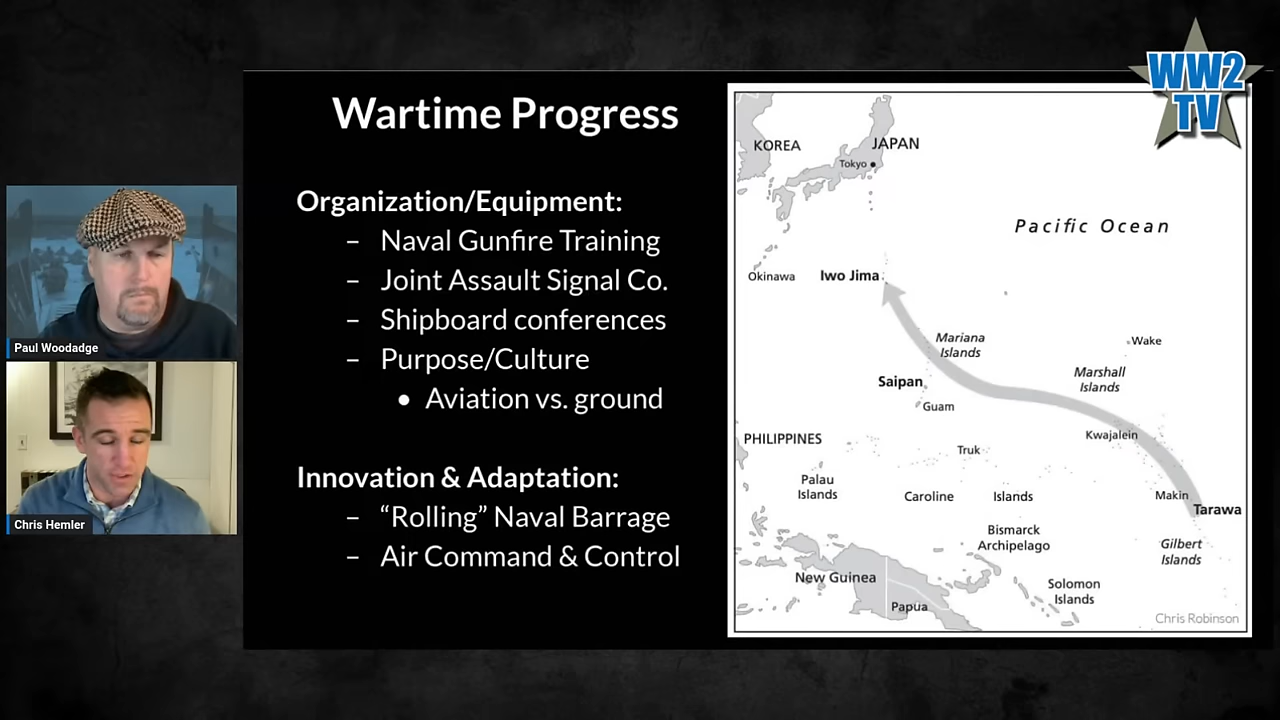 WW2
TV
Wartime Progress
Organization/Equipment:
– Naval Gunfire Training
– Joint Assault Signal Co.
– Shipboard conferences
– Purpose/Culture
• Aviation vs. ground
Innovation & Adaptation:
– “Rolling” Naval Barrage
– Air Command & Control
Paul Woodadge
Chris Hemler
KOREA
JAPAN
Tokyo
Pacific Ocean
Okinawa
Iwo Jima
Mariana
Islands
Wake
Marshall
Islands
Saipan
Guam
Kwajalein
PHILIPPINES
Truk
Palau
Islands
Caroline
Islands
Makin
Tarawa
Bismarck
Archipelago
Gilbert
Islands
New Guinea
Solomon
Islands
Papua
Chris Robinson